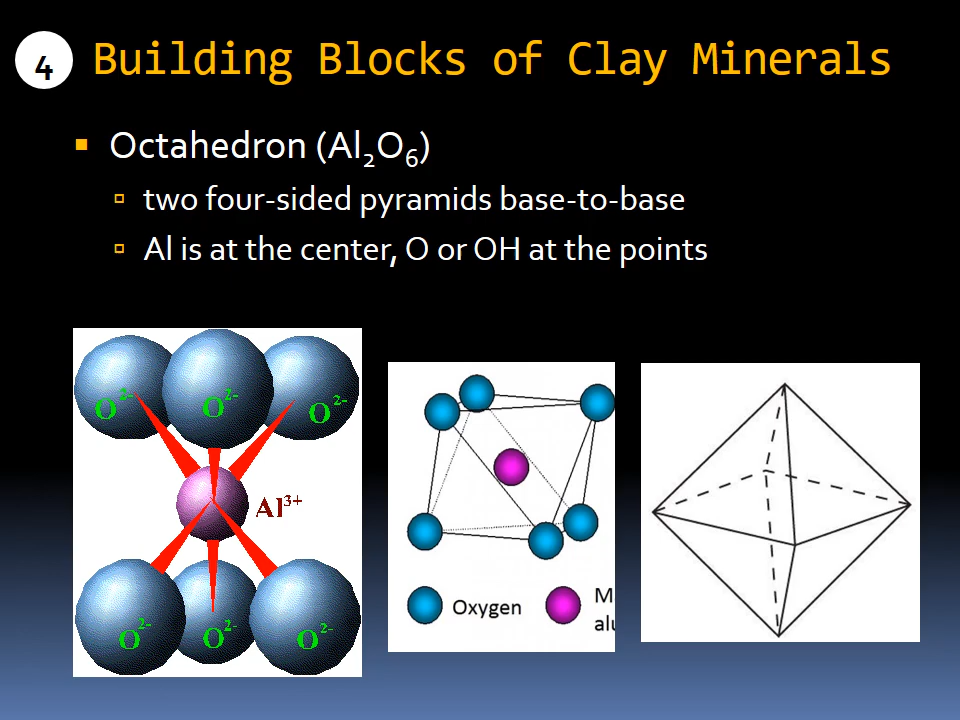 4 Building Blocks of Clay Minerals
Octahedron (Al₂O₆)
two four-sided pyramids base-to-base
Al is at the center, O or OH at the points
O²⁻ O²⁻ O²⁻
Al³⁺
O²⁻ O²⁻ O²⁻
Oxygen